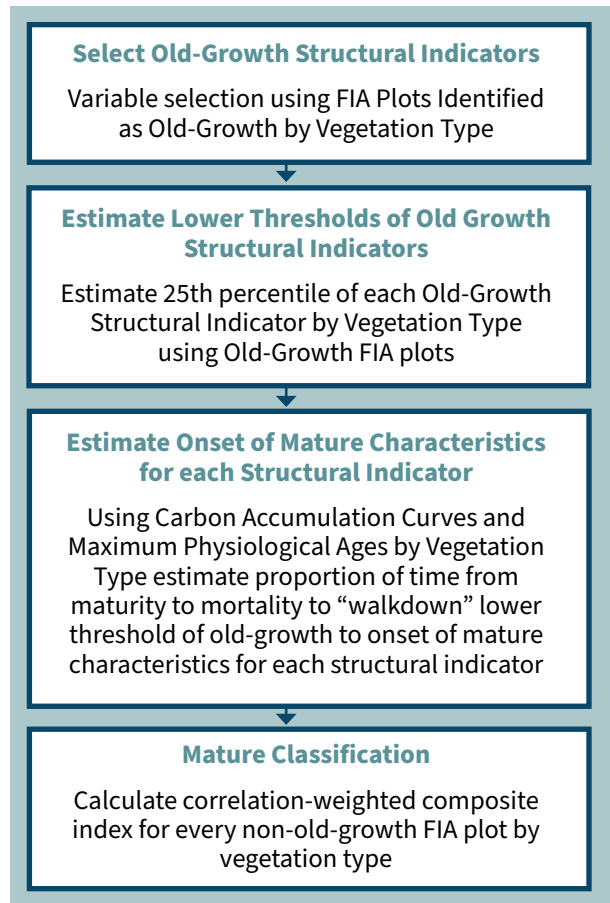 Select Old-Growth Structural Indicators
Variable selection using FIA Plots Identified
as Old-Growth by Vegetation Type
Estimate Lower Thresholds of Old Growth
Structural Indicators
Estimate 25th percentile of each Old-Growth
Structural Indicator by Vegetation Type
using Old-Growth FIA plots
Estimate Onset of Mature Characteristics
for each Structural Indicator
Using Carbon Accumulation Curves and
Maximum Physiological Ages by Vegetation
Type estimate proportion of time from
maturity to mortality to “walkdown” lower
threshold of old-growth to onset of mature
characteristics for each structural indicator
Mature Classification
Calculate correlation-weighted composite
index for every non-old-growth FIA plot by
vegetation type